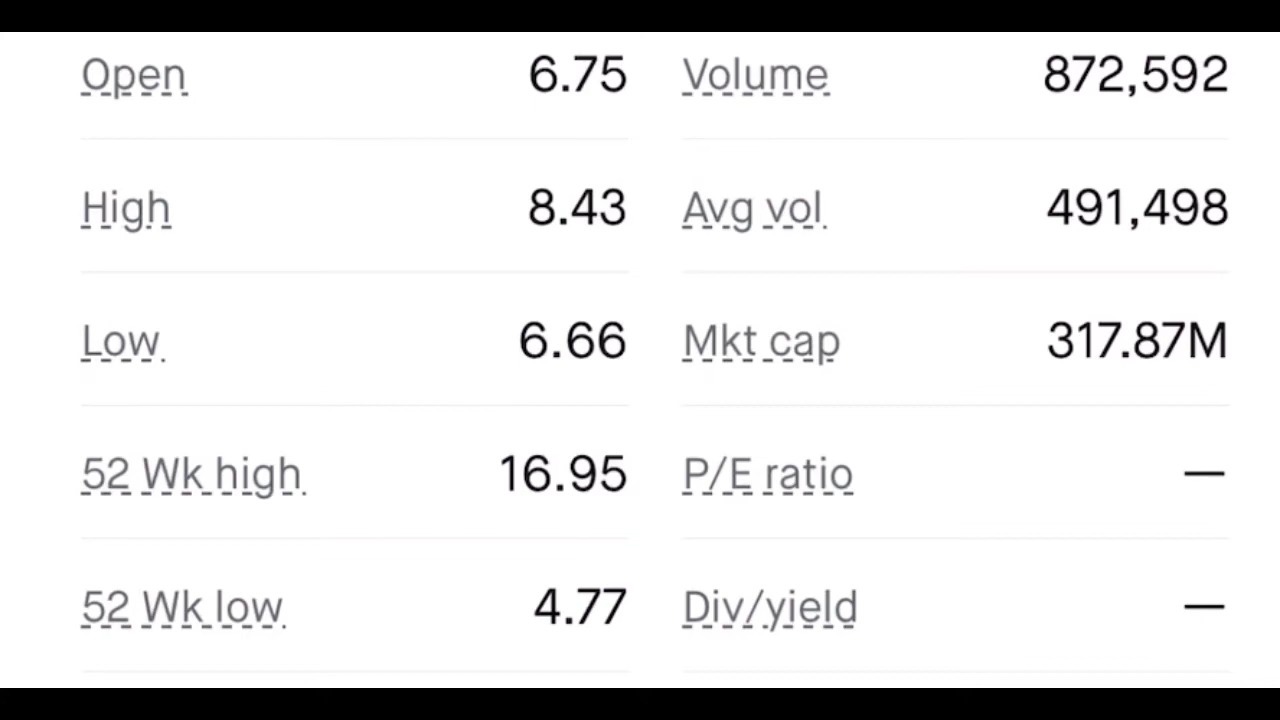 Open 6.75 Volume 872,592
High 8.43 Avg vol 491,498
Low 6.66 Mkt cap 317.87M
52 Wk high 16.95 P/E ratio —
52 Wk low 4.77 Div/yield —